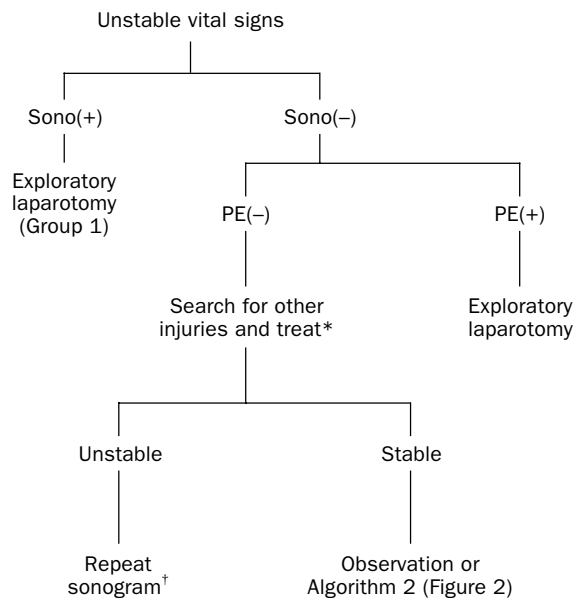 Unstable vital signs
Sono(+)
Sono(–)
Exploratory
laparotomy
(Group 1)
PE(–)
PE(+)
Search for other
injuries and treat*
Exploratory
laparotomy
Unstable
Stable
Repeat
sonogram†
Observation or
Algorithm 2 (Figure 2)